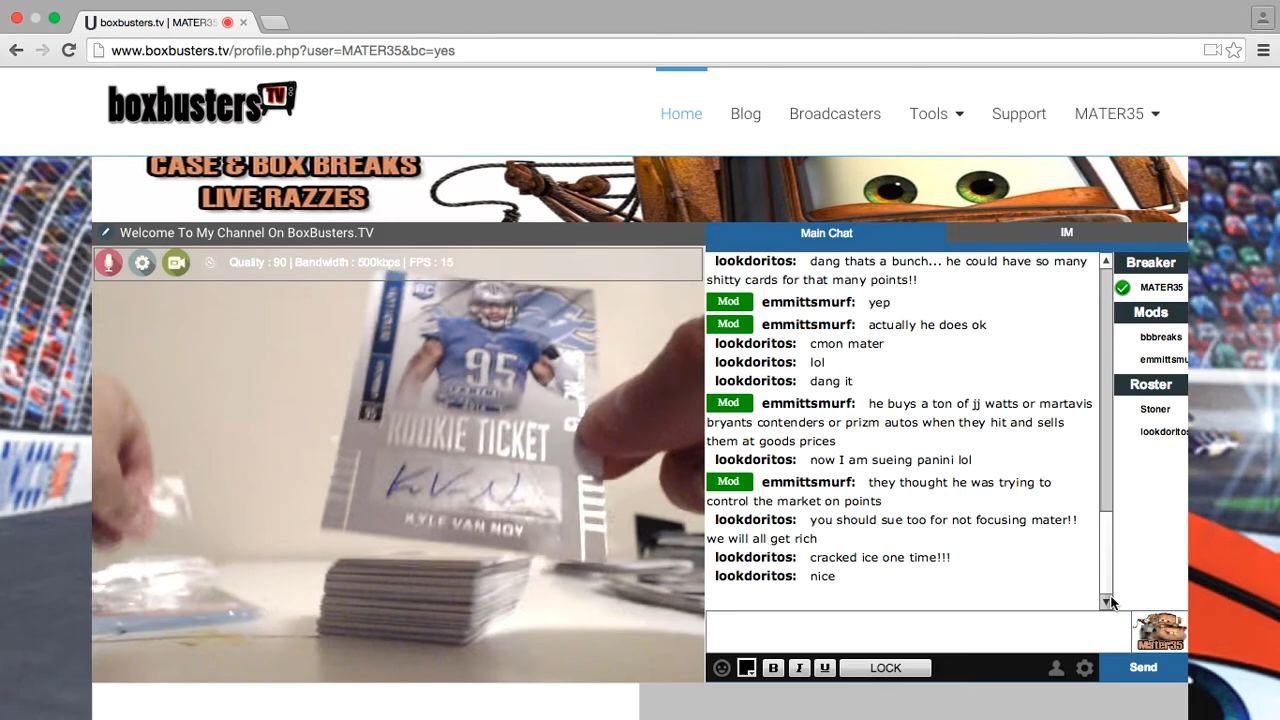 boxbusters.tv | MATER35
www.boxbusters.tv/profile.php?user=MATER35&bc=yes
boxbusters TV
Home Blog Broadcasters Tools Support MATER35
CASE & BOX BREAKS
LIVE RAZZES
Welcome To My Channel On BoxBusters.TV
Quality : 90 | Bandwidth : 500kbps | FPS : 15
RC
95
ROOKIE TICKET
KYLE VAN NOY
Main Chat IM
lookdoritos: dang thats a bunch... he could have so many
shitty cards for that many points!!
Mod emmittsmurf: yep
Mod emmittsmurf: actually he does ok
lookdoritos: cmon mater
lookdoritos: lol
lookdoritos: dang it
Mod emmittsmurf: he buys a ton of jj watts or martavis
bryants contenders or prizm autos when they hit and sells
them at goods prices
lookdoritos: now I am sueing panini lol
Mod emmittsmurf: they thought he was trying to
control the market on points
lookdoritos: you should sue too for not focusing mater!!
we will all get rich
lookdoritos: cracked ice one time!!!
lookdoritos: nice
Breaker
MATER35
Mods
bbbreaks
emmittsmu
Roster
Stoner
lookdoritos
Mater35
B I U LOCK Send